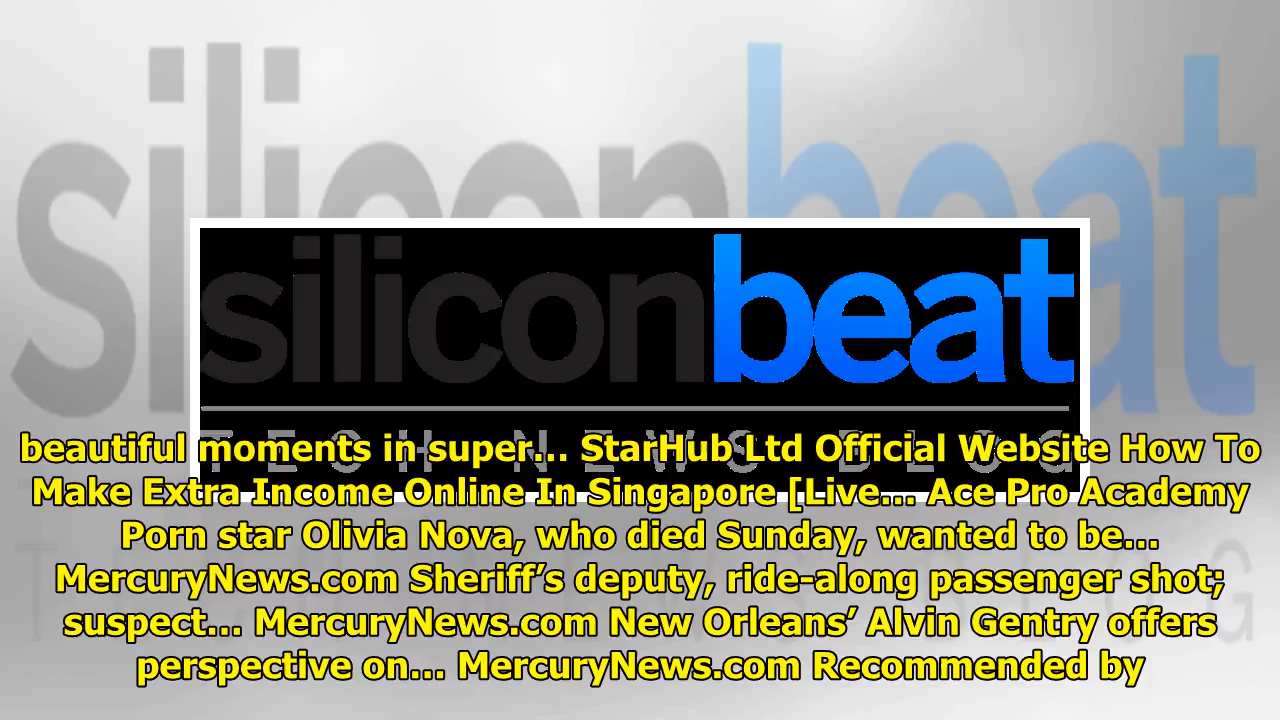 siliconbeat
siliconbeat
TECH NEWS BLOG
beautiful moments in super... StarHub Ltd Official Website How To
Make Extra Income Online In Singapore [Live... Ace Pro Academy
Porn star Olivia Nova, who died Sunday, wanted to be...
MercuryNews.com Sheriff’s deputy, ride-along passenger shot;
suspect... MercuryNews.com New Orleans’ Alvin Gentry offers
perspective on... MercuryNews.com Recommended by